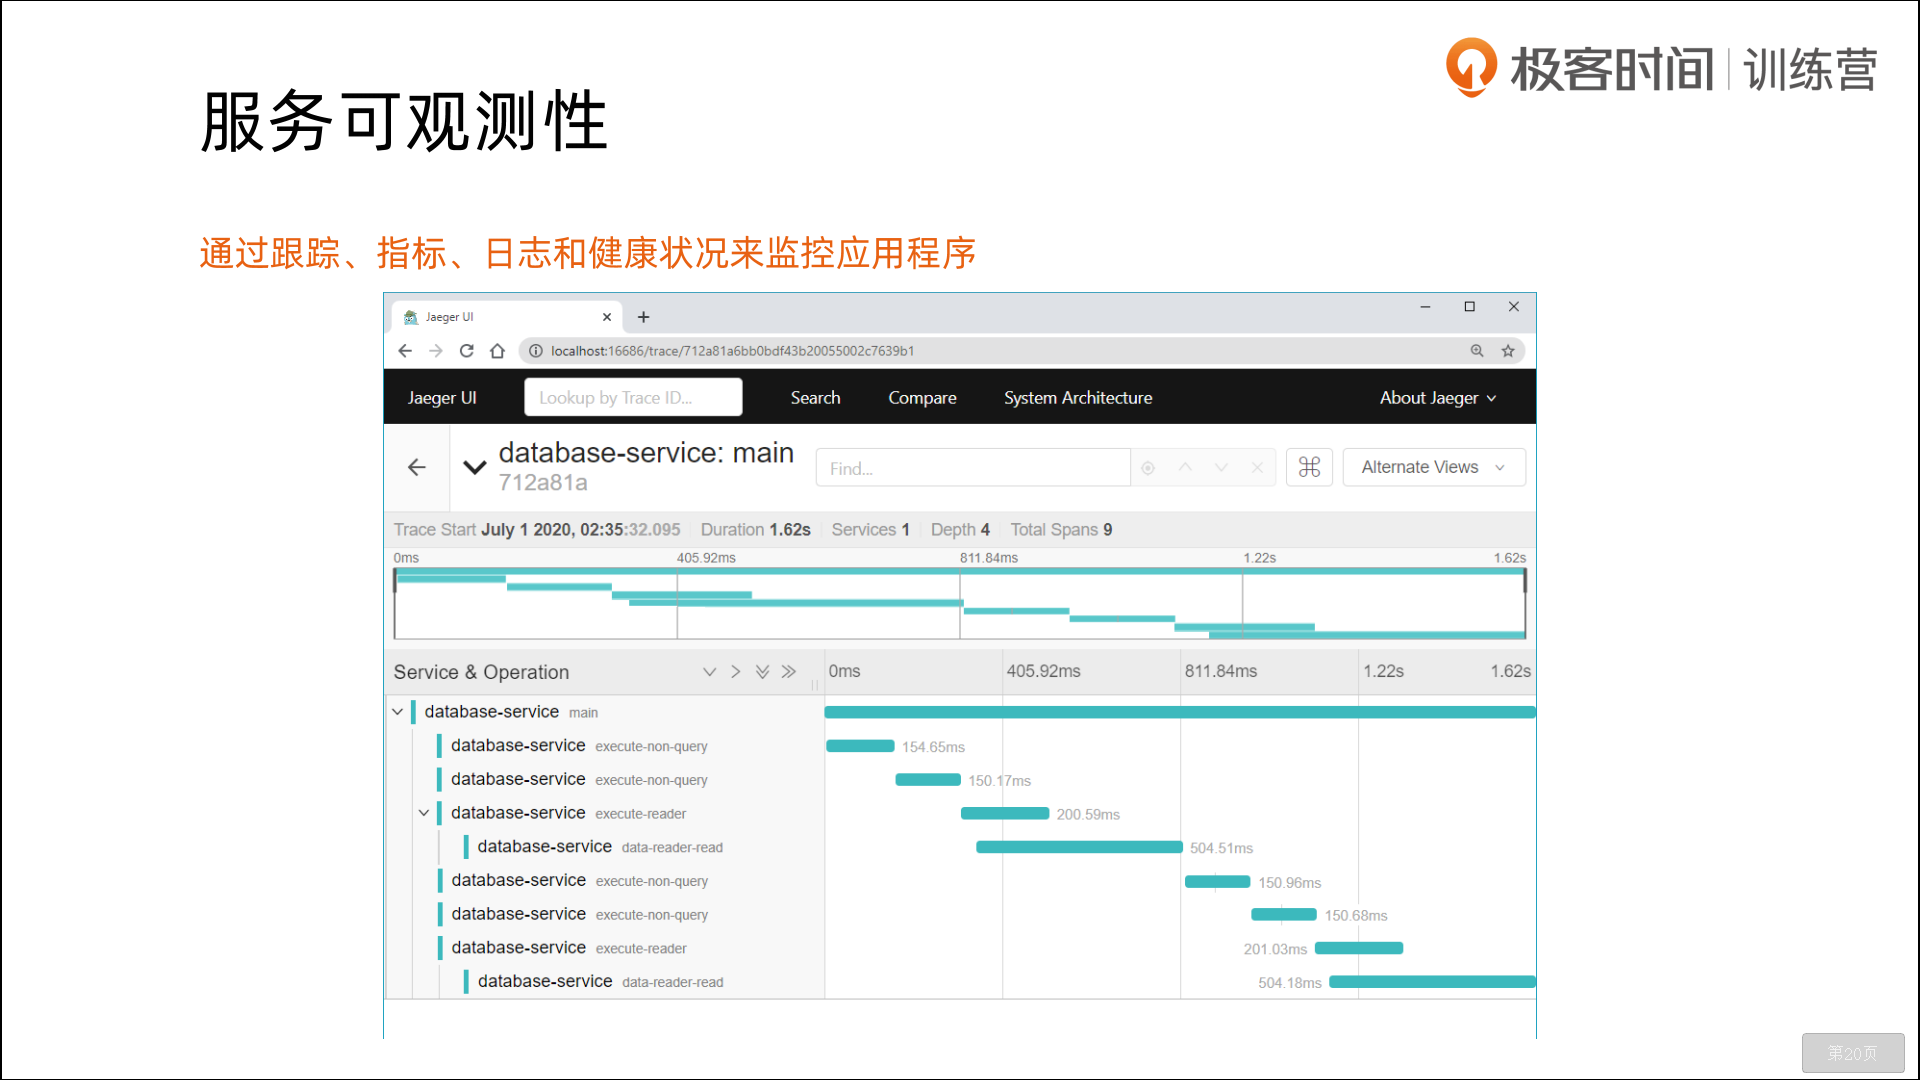 极客时间 | 训练营
服务可观测性
通过跟踪、指标、日志和健康状况来监控应用程序
Jaeger UI
localhost:16686/trace/712a81a6bb0bdf43b20055002c7639b1
Jaeger UI Lookup by Trace ID... Search Compare System Architecture About Jaeger
database-service: main
712a81a
Find...
Alternate Views
Trace Start July 1 2020, 02:35:32.095 Duration 1.62s Services 1 Depth 4 Total Spans 9
0ms 405.92ms 811.84ms 1.22s 1.62s
Service & Operation 0ms 405.92ms 811.84ms 1.22s 1.62s
database-service main
database-service execute-non-query 154.65ms
database-service execute-non-query 150.17ms
database-service execute-reader 200.59ms
database-service data-reader-read 504.51ms
database-service execute-non-query 150.96ms
database-service execute-non-query 150.68ms
database-service execute-reader 201.03ms
database-service data-reader-read 504.18ms
第20页